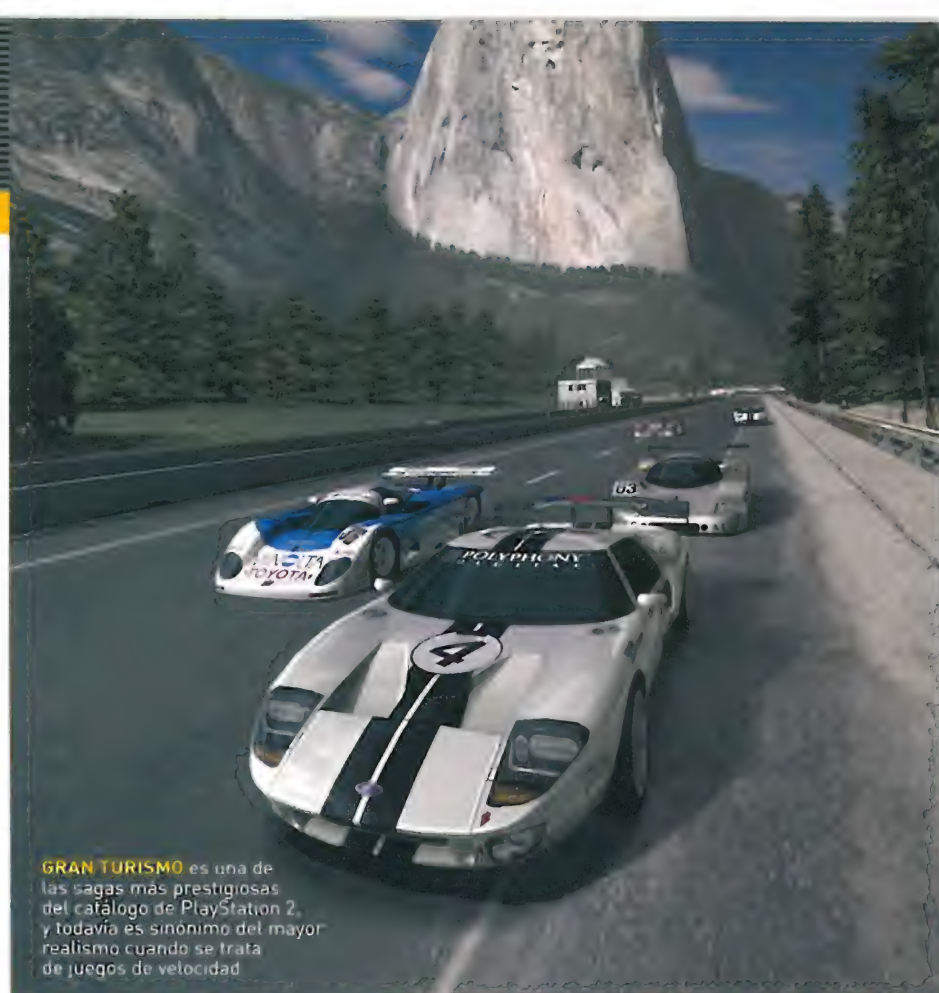 03
POLYPHONY
TOYOTA
4
GRAN TURISMO es una de
las sagas más prestigiosas
del catálogo de PlayStation 2,
y todavía es sinónimo del mayor
realismo cuando se trata
de juegos de velocidad